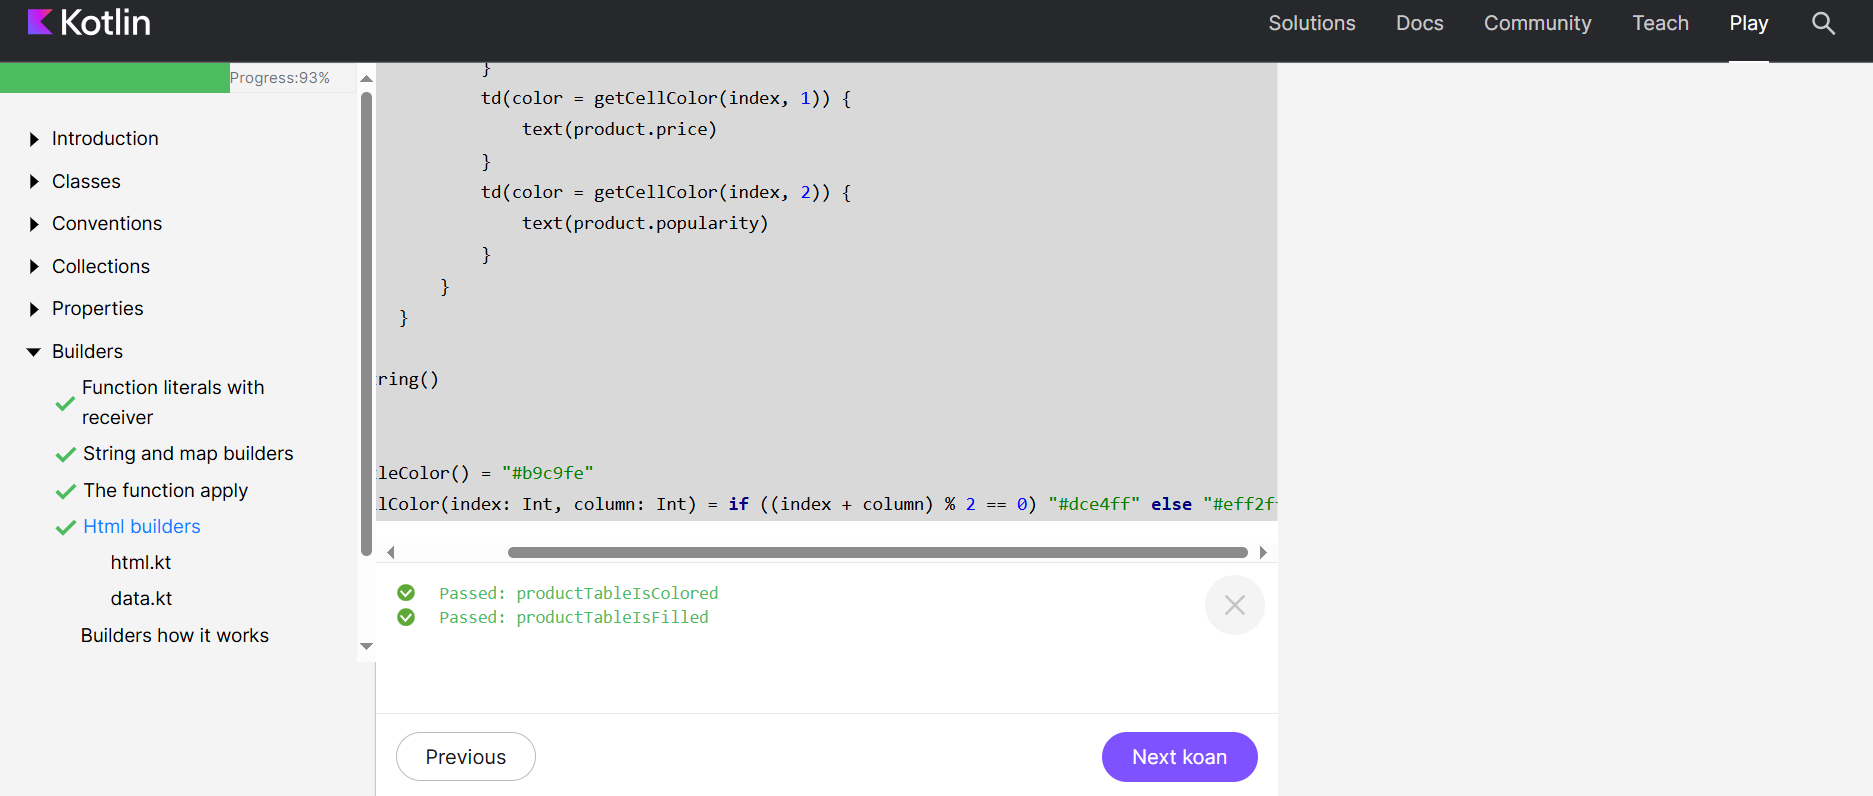 Kotlin
Solutions Docs Community Teach Play
Progress:93%
Introduction
Classes
Conventions
Collections
Properties
Builders
Function literals with
receiver
String and map builders
The function apply
Html builders
html.kt
data.kt
Builders how it works
}
td(color = getCellColor(index, 1)) {
text(product.price)
}
td(color = getCellColor(index, 2)) {
text(product.popularity)
}
}
}
ring()
leColor() = "#b9c9fe"
lColor(index: Int, column: Int) = if ((index + column) % 2 == 0) "#dce4ff" else "#eff2f
Passed: productTableIsColored
Passed: productTableIsFilled
Previous
Next koan